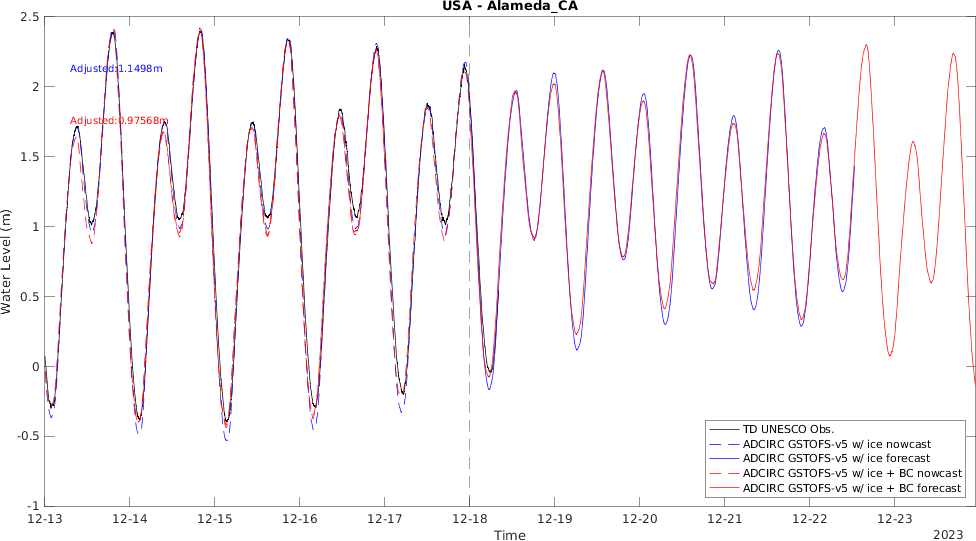 USA - Alameda_CA
2.5
2
1.5
1
0.5
0
-0.5
-1
Water Level (m)
Adjusted:1.1498m
Adjusted:0.97568m
TD UNESCO Obs.
ADCIRC GSTOFS-v5 w/ ice nowcast
ADCIRC GSTOFS-v5 w/ ice forecast
ADCIRC GSTOFS-v5 w/ ice + BC nowcast
ADCIRC GSTOFS-v5 w/ ice + BC forecast
12-13 12-14 12-15 12-16 12-17 12-18 12-19 12-20 12-21 12-22 12-23
Time
2023